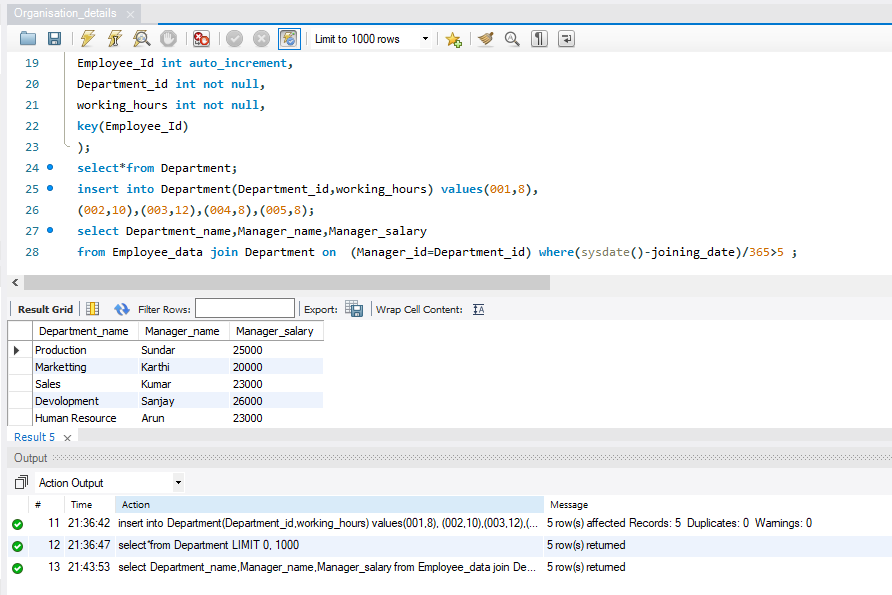 Organisation_details
Limit to 1000 rows
19 Employee_Id int auto_increment,
20 Department_id int not null,
21 working_hours int not null,
22 key(Employee_Id)
23 );
24 select*from Department;
25 insert into Department(Department_id,working_hours) values(001,8),
26 (002,10),(003,12),(004,8),(005,8);
27 select Department_name,Manager_name,Manager_salary
28 from Employee_data join Department on  (Manager_id=Department_id) where(sysdate()-joining_date)/365>5 ;
Result Grid Filter Rows: Export: Wrap Cell Content:
Department_name Manager_name Manager_salary
Production Sundar 25000
Marketting Karthi 20000
Sales Kumar 23000
Devolopment Sanjay 26000
Human Resource Arun 23000
Result 5
Output
Action Output
# Time Action Message
11 21:36:42 insert into Department(Department_id,working_hours) values(001,8), (002,10),(003,12),(... 5 row(s) affected Records: 5 Duplicates: 0 Warnings: 0
12 21:36:47 select*from Department LIMIT 0, 1000 5 row(s) returned
13 21:43:53 select Department_name,Manager_name,Manager_salary from Employee_data join De... 5 row(s) returned